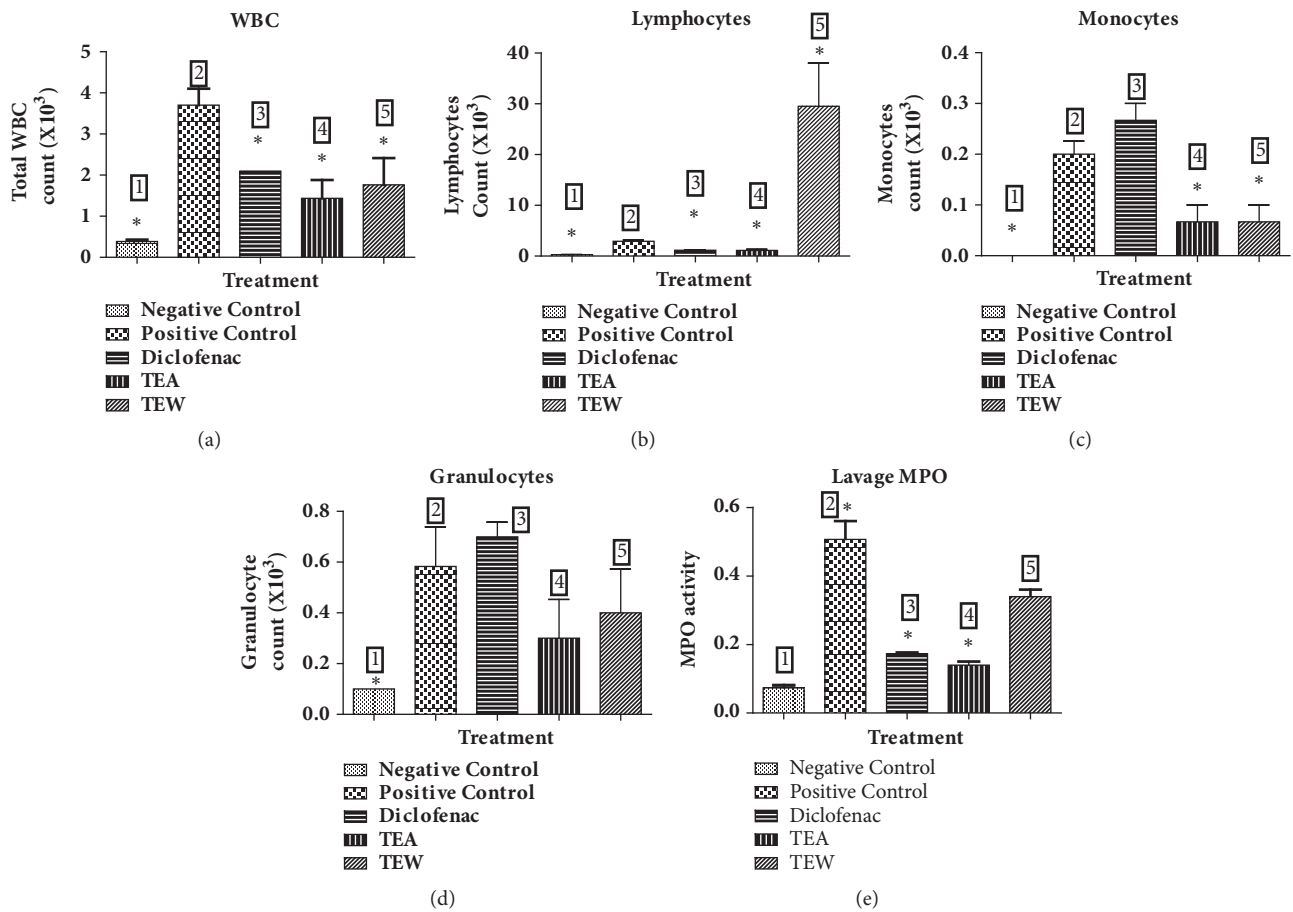 WBC
Total WBC
count (X10³)
5
4
3
2
1
0
1
*
2
3
*
4
*
5
*
Treatment
Negative Control
Positive Control
Diclofenac
TEA
TEW
(a)
Lymphocytes
Lymphocytes
Count (X10³)
40
30
20
10
0
1
*
2
3
*
4
*
5
*
Treatment
Negative Control
Positive Control
Diclofenac
TEA
TEW
(b)
Monocytes
Monocytes
count (X10³)
0.4
0.3
0.2
0.1
0.0
1
*
2
3
4
*
5
*
Treatment
Negative Control
Positive Control
Diclofenac
TEA
TEW
(c)
Granulocytes
Granulocyte
count (X10³)
0.8
0.6
0.4
0.2
0.0
1
*
2
3
4
5
Treatment
Negative Control
Positive Control
Diclofenac
TEA
TEW
(d)
Lavage MPO
MPO activity
0.6
0.4
0.2
0.0
1
2 *
3
*
4
*
5
Treatment
Negative Control
Positive Control
Diclofenac
TEA
TEW
(e)